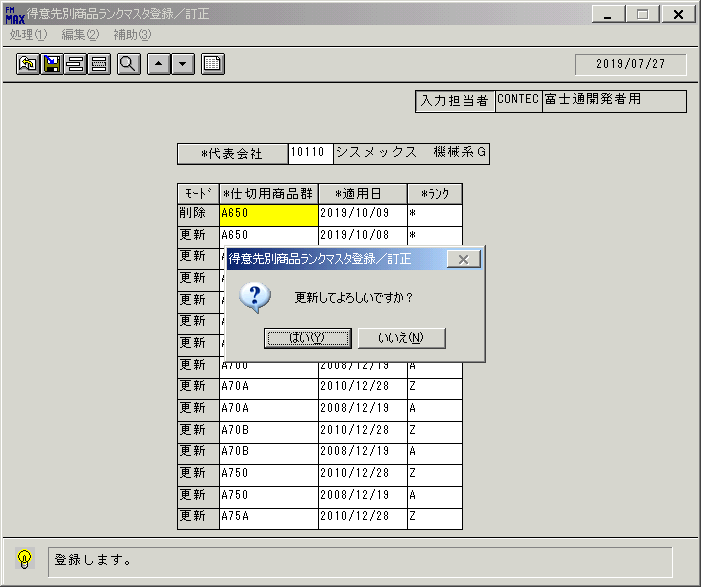 FM
MAX
得意先別商品ランクマスタ登録／訂正
処理(1) 編集(2) 補助(3)
2019/07/27
入力担当者 CONTEC 富士通開発者用
*代表会社 10110 システメックス 機械系G
ﾓｰﾄﾞ *仕切用商品群 *適用日 *ﾗﾝｸ
削除 A650 2019/10/09 *
更新 A650 2019/10/08 *
更新
更新
更新
更新
更新
更新 A700 2008/12/19 A
更新 A70A 2010/12/28 Z
更新 A70A 2008/12/19 A
更新 A70B 2010/12/28 Z
更新 A70B 2008/12/19 A
更新 A750 2010/12/28 Z
更新 A750 2008/12/19 A
更新 A75A 2010/12/28 Z
得意先別商品ランクマスタ登録／訂正
更新してよろしいですか？
はい(Y) いいえ(N)
登録します。